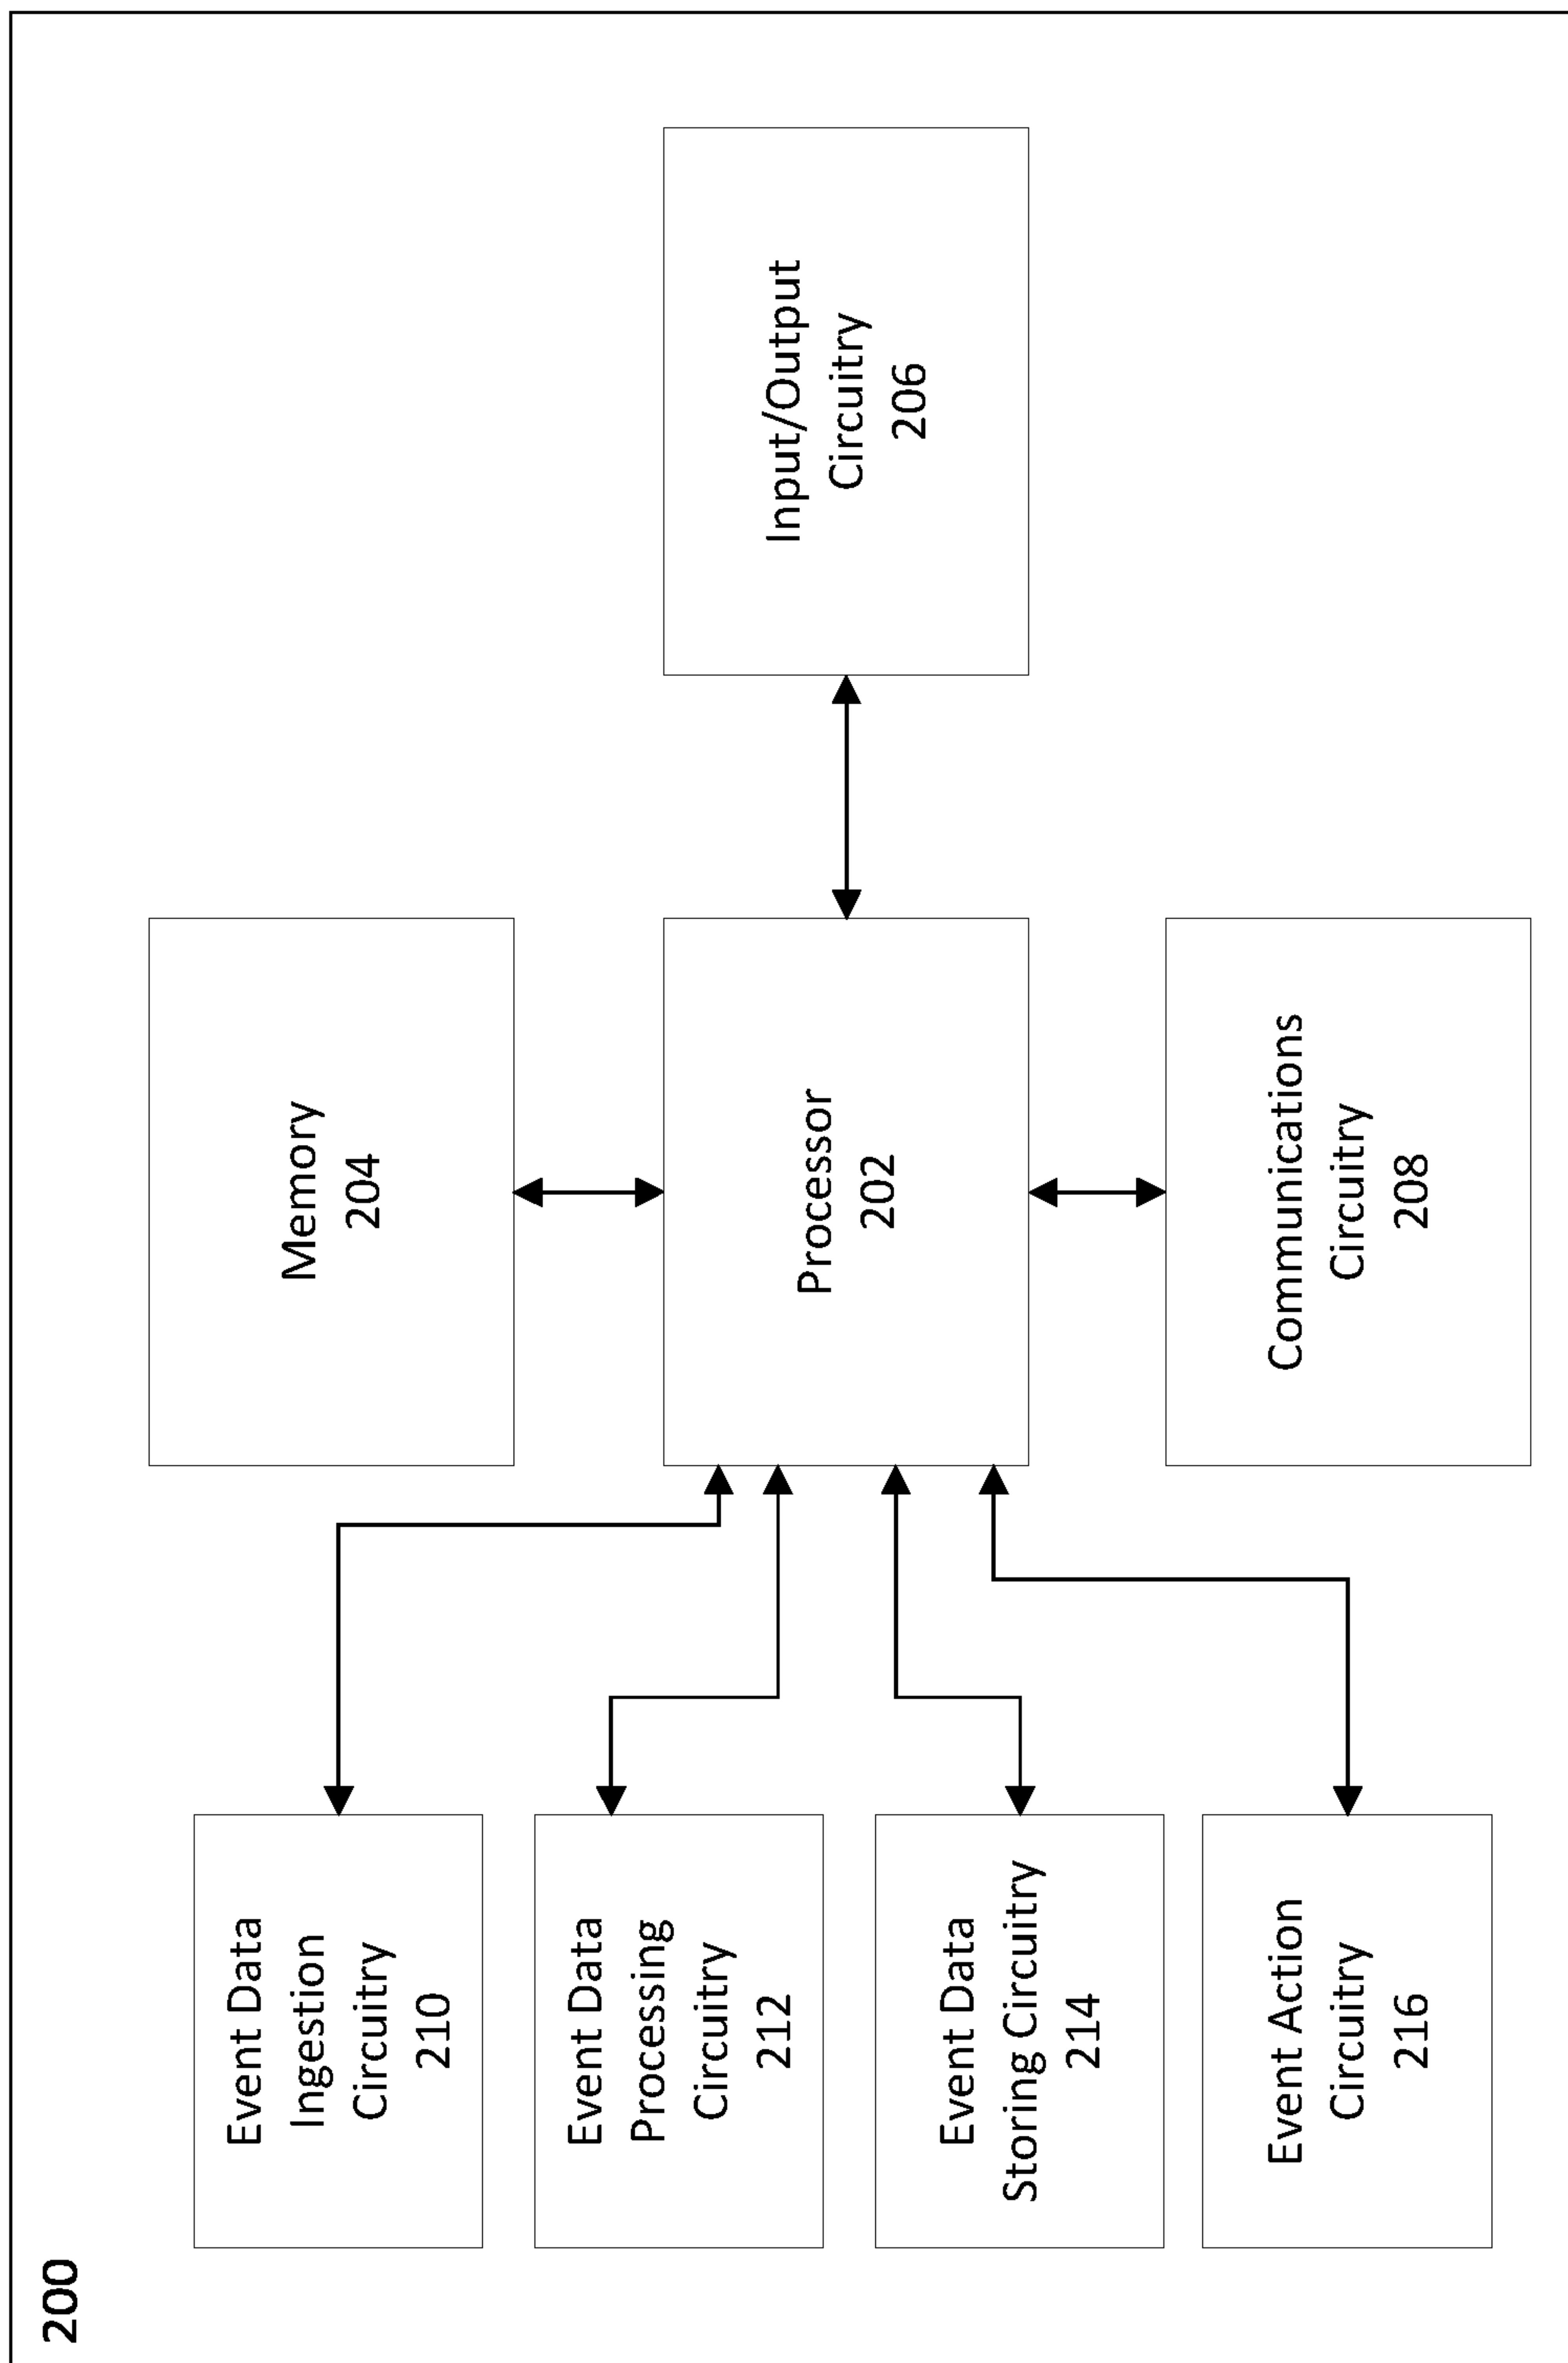 200
Event Data
Ingestion
Circuitry
210
Event Data
Processing
Circuitry
212
Event Data
Storing Circuitry
214
Event Action
Circuitry
216
Memory
204
Processor
202
Communications
Circuitry
208
Input/Output
Circuitry
206